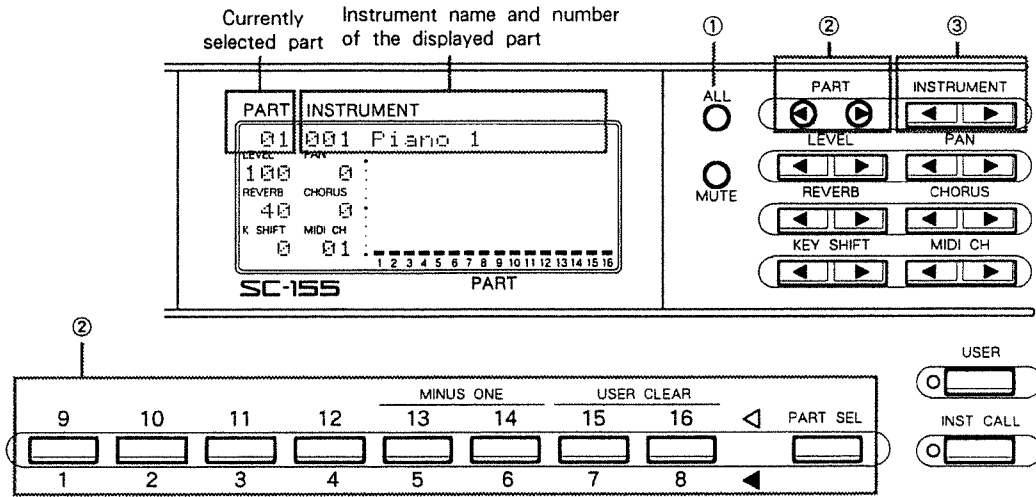 Currently selected part
Instrument name and number of the displayed part
① ② ③
ALL
PART INSTRUMENT
MUTE
LEVEL PAN
REVERB CHORUS
KEY SHIFT MIDI CH
PART INSTRUMENT
01 001 Piano 1
LEVEL PAN
100 0
REVERB CHORUS
40 0
K SHIFT MIDI CH
0 01
1 2 3 4 5 6 7 8 9 10 11 12 13 14 15 16
SC-155 PART
②
USER
MINUS ONE USER CLEAR
9 10 11 12 13 14 15 16 PART SEL
INST CALL
1 2 3 4 5 6 7 8